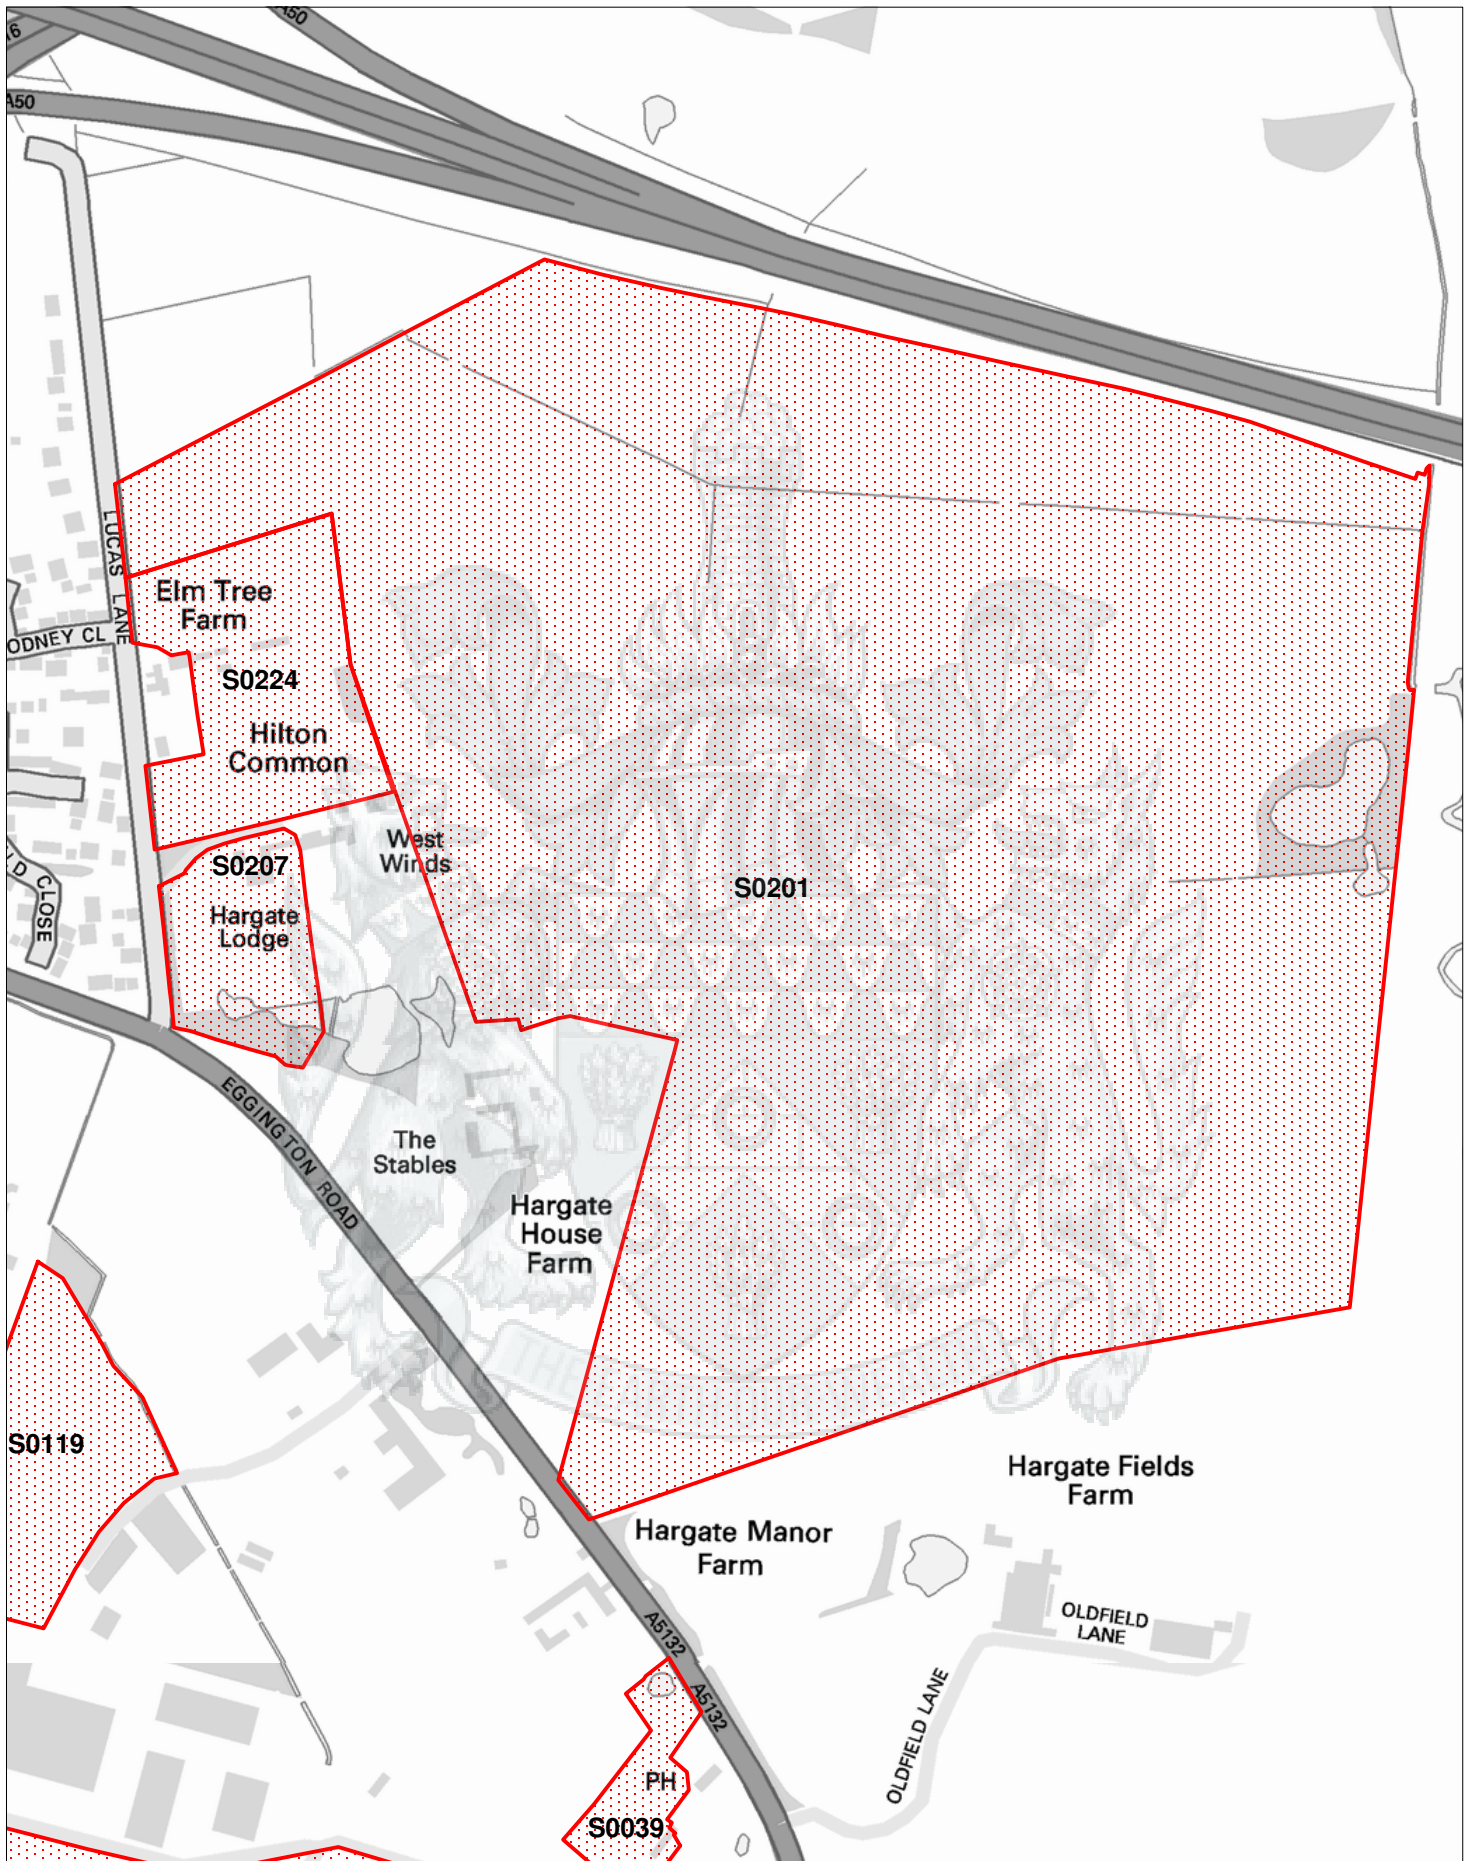 A50
A50
LUCAS LANE
Elm Tree
Farm
ODNEY CL
S0224
Hilton
Common
West
Winds
S0207
S0201
CLOSE
Hargate
Lodge
EGGINGTON ROAD
The
Stables
Hargate
House
Farm
S0119
Hargate Fields
Farm
Hargate Manor
Farm
OLDFIELD
LANE
A5132
A5132
OLDFIELD LANE
PH
S0039